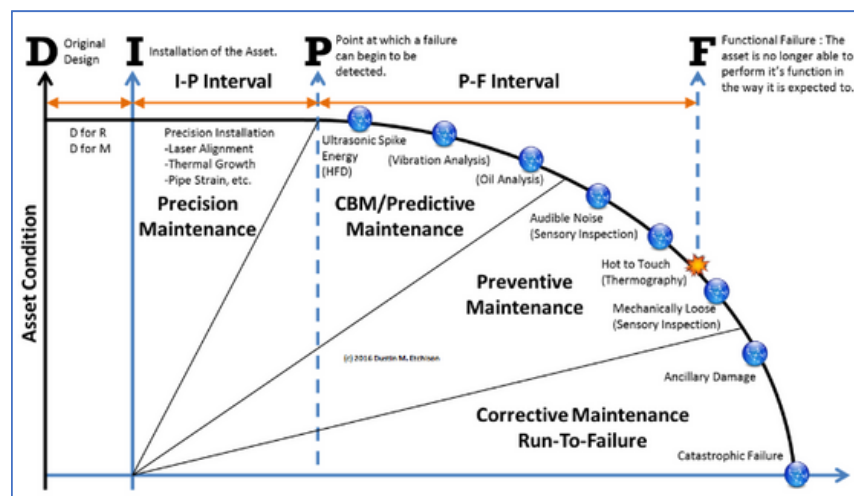 D
Original
Design
I
Installation of the Asset.
P
Point at which a failure
can begin to be
detected.
F
Functional Failure : The
asset is no longer able to
perform it's function in
the way it is expected to.
I-P Interval
P-F Interval
D for R
D for M
Precision Installation
-Laser Alignment
-Thermal Growth
-Pipe Strain, etc.
Precision
Maintenance
Ultrasonic Spike
Energy
(HFD)
(Vibration Analysis)
(Oil Analysis)
CBM/Predictive
Maintenance
Audible Noise
(Sensory Inspection)
Hot to Touch
(Thermography)
Preventive
Maintenance
Mechanically Loose
(Sensory Inspection)
(c) 2016 Dustin M. Etchison
Ancillary Damage
Corrective Maintenance
Run-To-Failure
Catastrophic Failure
Asset Condition